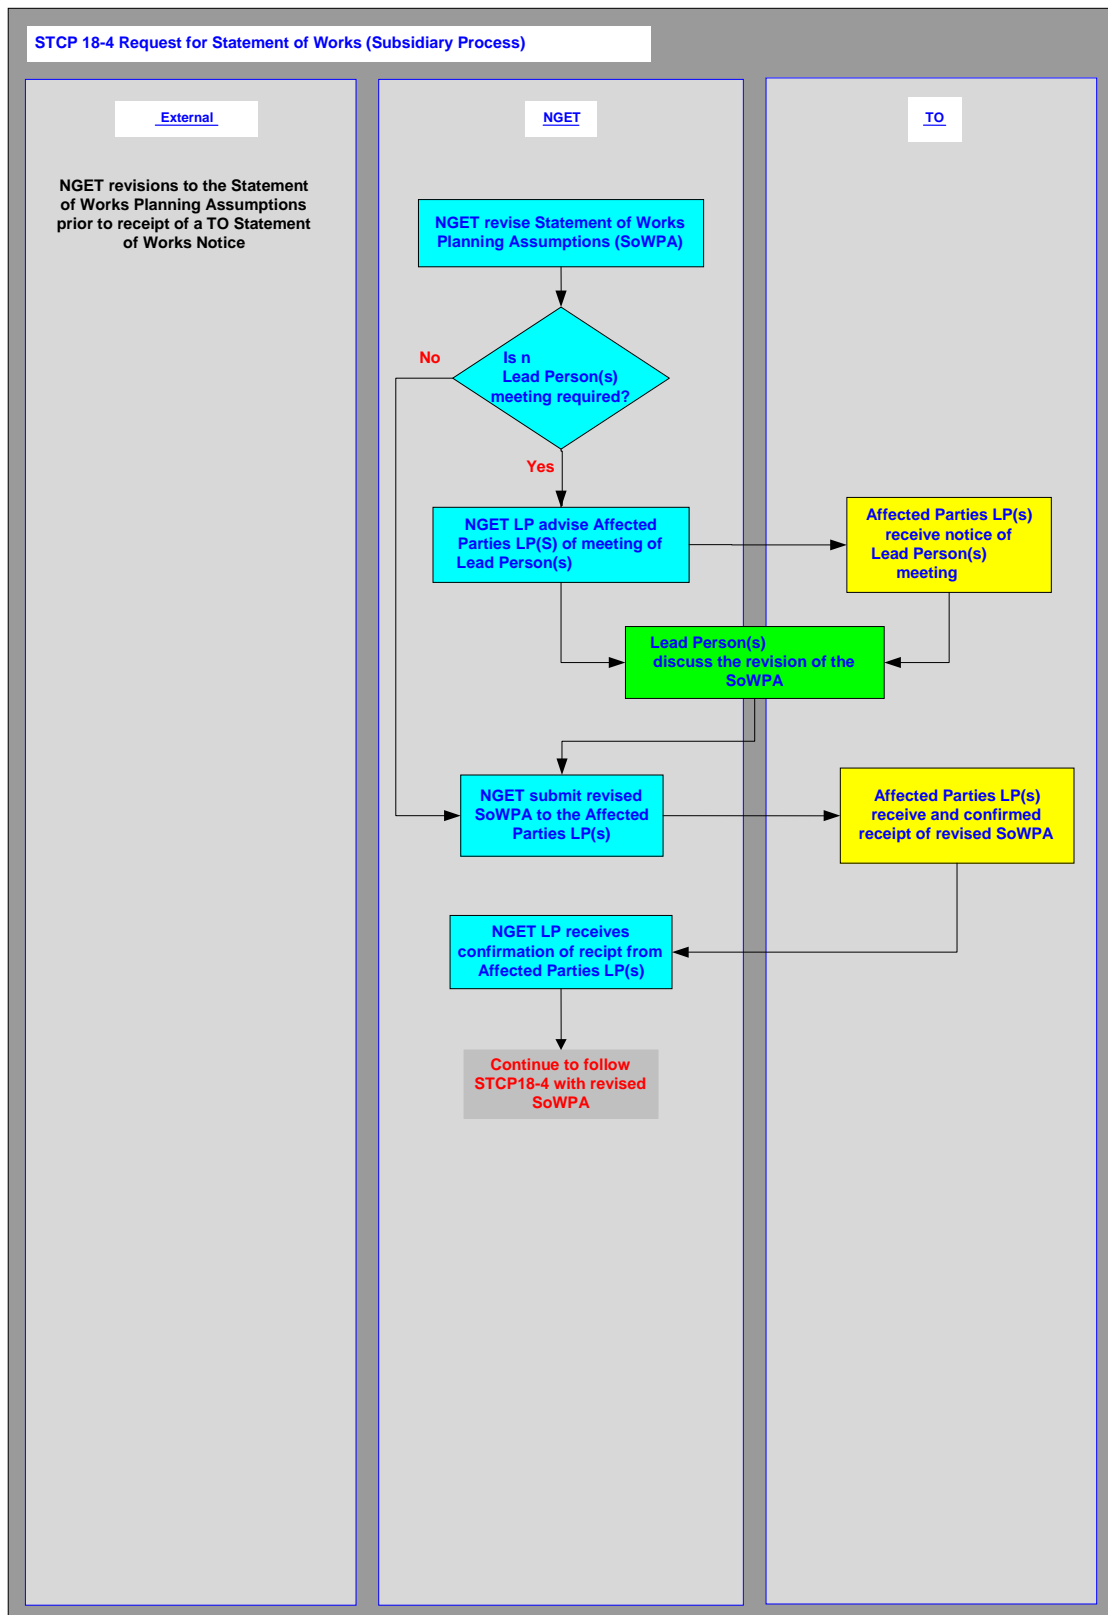 STCP 18-4 Request for Statement of Works (Subsidiary Process)
External
NGET
TO
NGET revisions to the Statement
of Works Planning Assumptions
prior to receipt of a TO Statement
of Works Notice
NGET revise Statement of Works
Planning Assumptions (SoWPA)
No
Is n
Lead Person(s)
meeting required?
Yes
NGET LP advise Affected
Parties LP(S) of meeting of
Lead Person(s)
Affected Parties LP(s)
receive notice of
Lead Person(s)
meeting
Lead Person(s)
discuss the revision of the
SoWPA
NGET submit revised
SoWPA to the Affected
Parties LP(s)
Affected Parties LP(s)
receive and confirmed
receipt of revised SoWPA
NGET LP receives
confirmation of recipt from
Affected Parties LP(s)
Continue to follow
STCP18-4 with revised
SoWPA